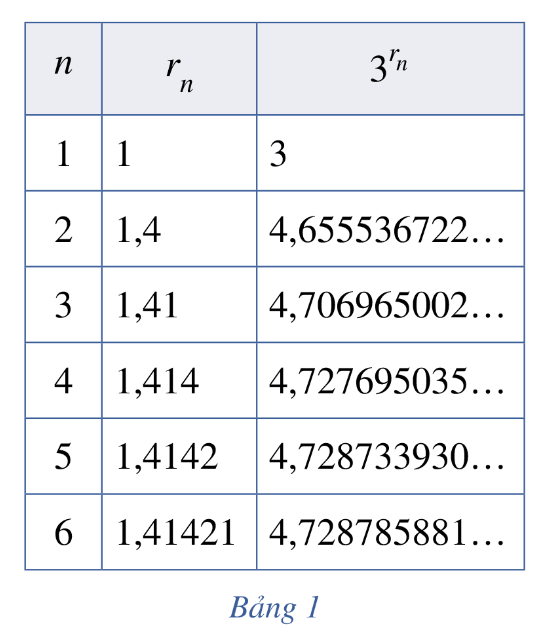 n r_n 3^{r_n}
1 1 3
2 1,4 4,655536722…
3 1,41 4,706965002…
4 1,414 4,727695035…
5 1,4142 4,728733930…
6 1,41421 4,728785881…
Bảng 1